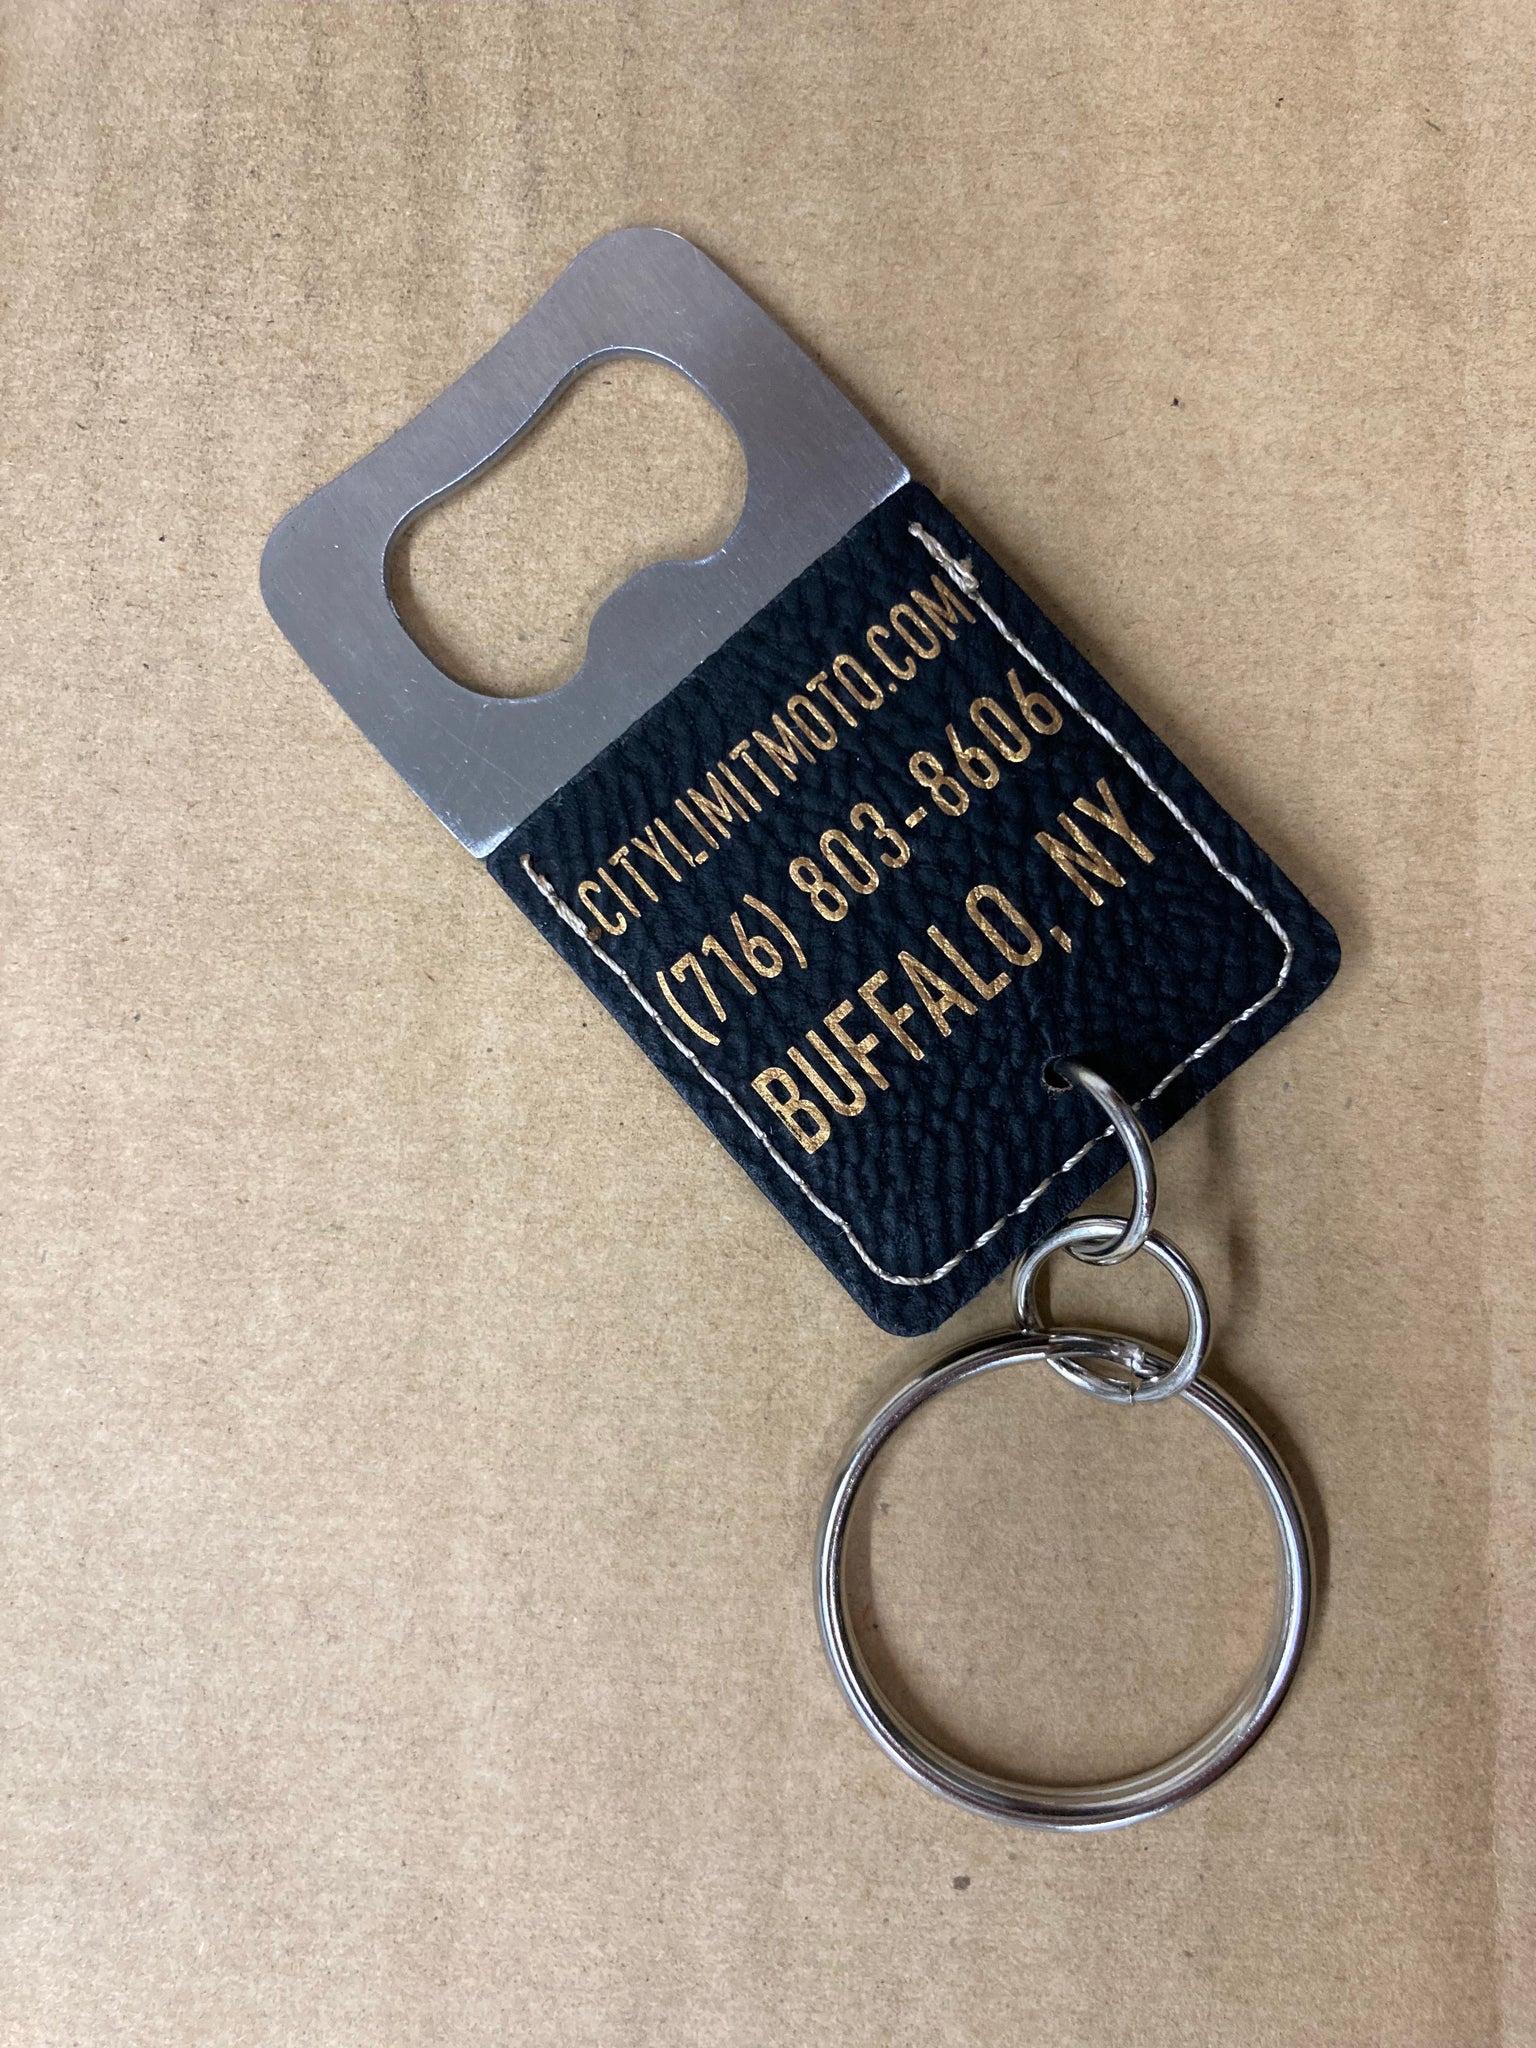 .CITYLIMITMOTO.COM
(716) 803-8606
BUFFALO, NY